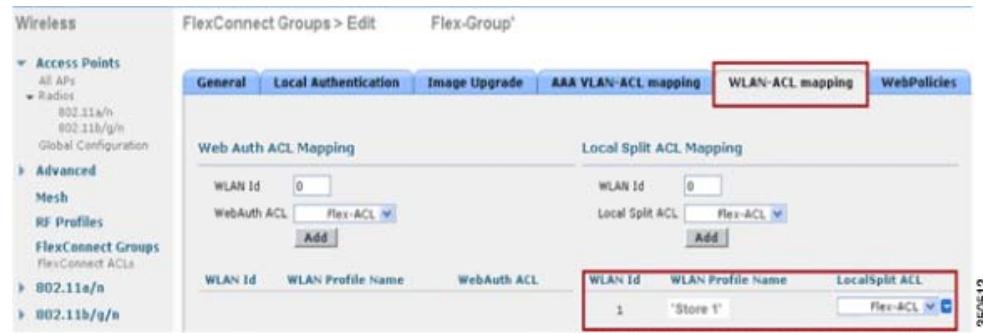 Wireless
FlexConnect Groups > Edit Flex-Group'
Access Points
All APs
Radios
802.11a/n
802.11b/g/n
Global Configuration
Advanced
Mesh
RF Profiles
FlexConnect Groups
FlexConnect ACLs
802.11a/n
802.11b/g/n
General Local Authentication Image Upgrade AAA VLAN-ACL mapping WLAN-ACL mapping WebPolicies
Web Auth ACL Mapping
WLAN Id 0
WebAuth ACL Flex-ACL
Add
WLAN Id WLAN Profile Name WebAuth ACL
Local Split ACL Mapping
WLAN Id 0
Local Split ACL Flex-ACL
Add
WLAN Id WLAN Profile Name LocalSplit ACL
1 'Store 1' Flex-ACL